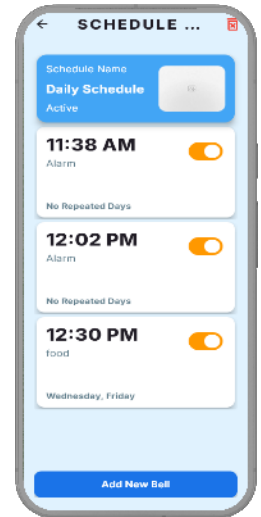 SCHEDULE ...
Schedule Name
Daily Schedule
Active
11:38 AM
Alarm
No Repeated Days
12:02 PM
Alarm
No Repeated Days
12:30 PM
food
Wednesday, Friday
Add New Bell